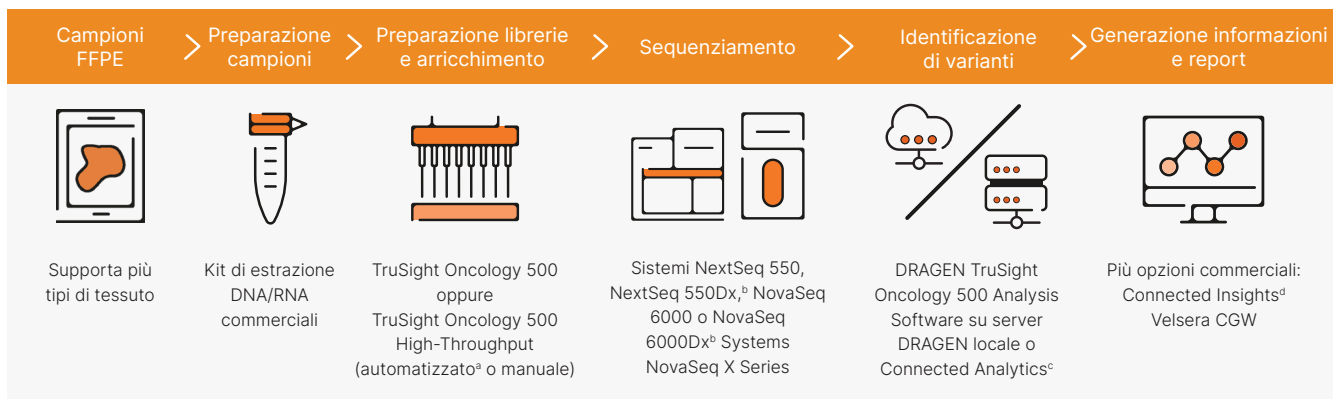 Campioni
FFPE
Preparazione
campioni
Preparazione librerie
e arricchimento
Sequenziamento
Identificazione
di varianti
Generazione informazioni
e report
Supporta più
tipi di tessuto
Kit di estrazione
DNA/RNA
commerciali
TruSight Oncology 500
oppure
TruSight Oncology 500
High-Throughput
(automatizzatoᵃ o manuale)
Sistemi NextSeq 550,
NextSeq 550Dx,ᵇ NovaSeq
6000 o NovaSeq
6000Dxᵇ Systems
NovaSeq X Series
DRAGEN TruSight
Oncology 500 Analysis
Software su server
DRAGEN locale o
Connected Analyticsᶜ
Più opzioni commerciali:
Connected Insightsᵈ
Velsera CGW